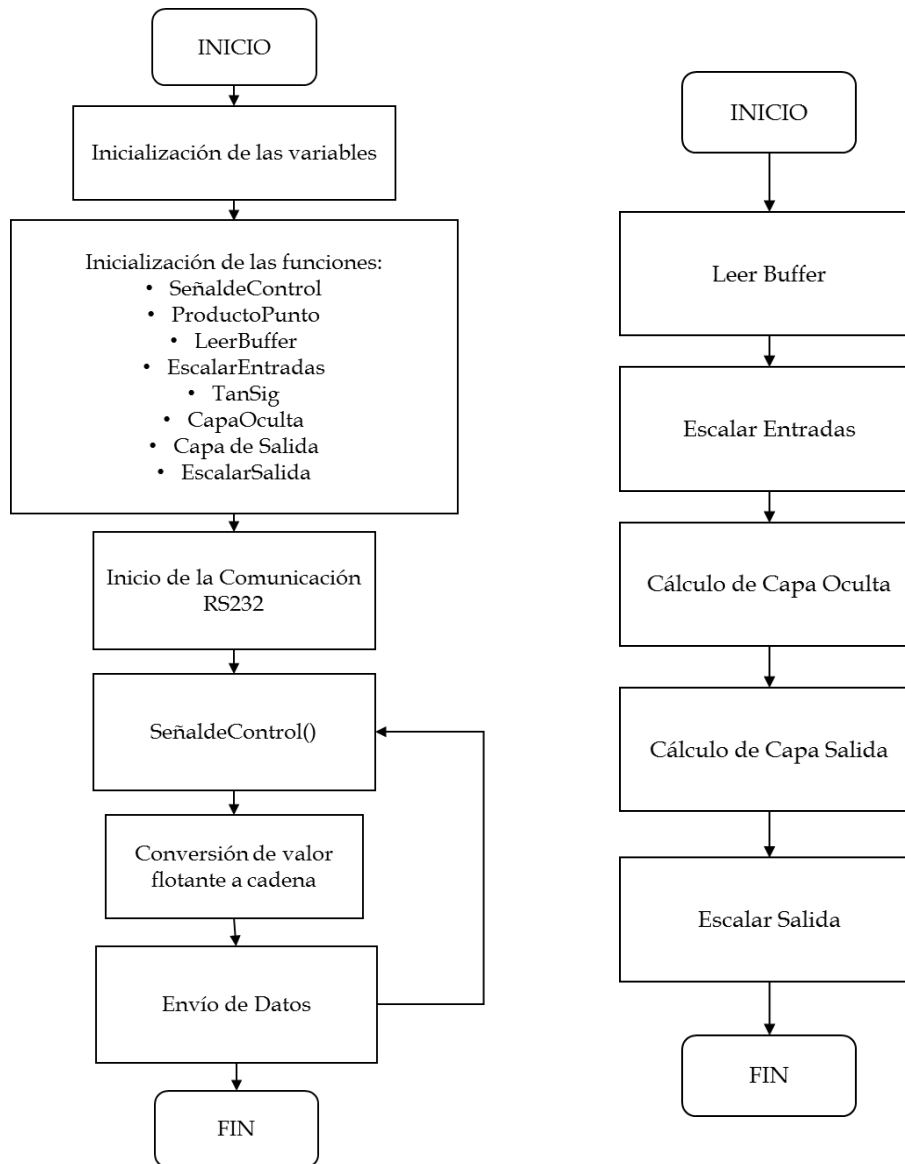 INICIO
Inicialización de las variables
Inicialización de las funciones:
• SeñaldeControl
• ProductoPunto
• LeerBuffer
• EscalarEntradas
• TanSig
• CapaOculta
• Capa de Salida
• EscalarSalida
Inicio de la Comunicación
RS232
SeñaldeControl()
Conversión de valor
flotante a cadena
Envío de Datos
FIN
INICIO
Leer Buffer
Escalar Entradas
Cálculo de Capa Oculta
Cálculo de Capa Salida
Escalar Salida
FIN